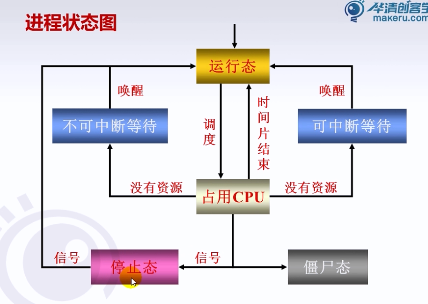 华清创客学
makeru.com
进程状态图
运行态
唤醒
唤醒
调度
时间片结束
不可中断等待
可中断等待
没有资源
占用CPU
没有资源
信号
停止态
信号
僵尸态